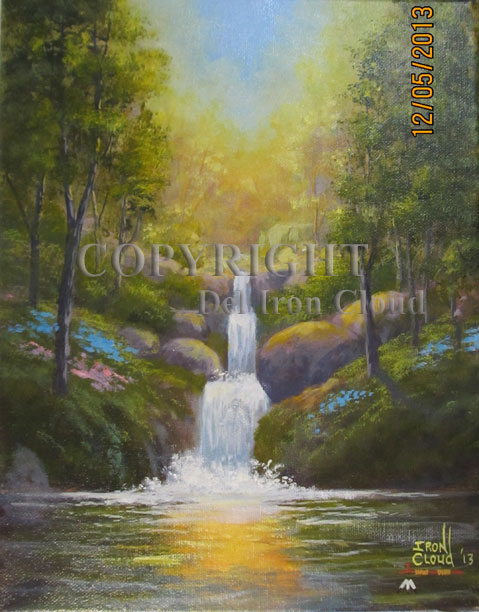 12/05/2013
COPYRIGHT
Del Iron Cloud
IRON
CLOUD '13